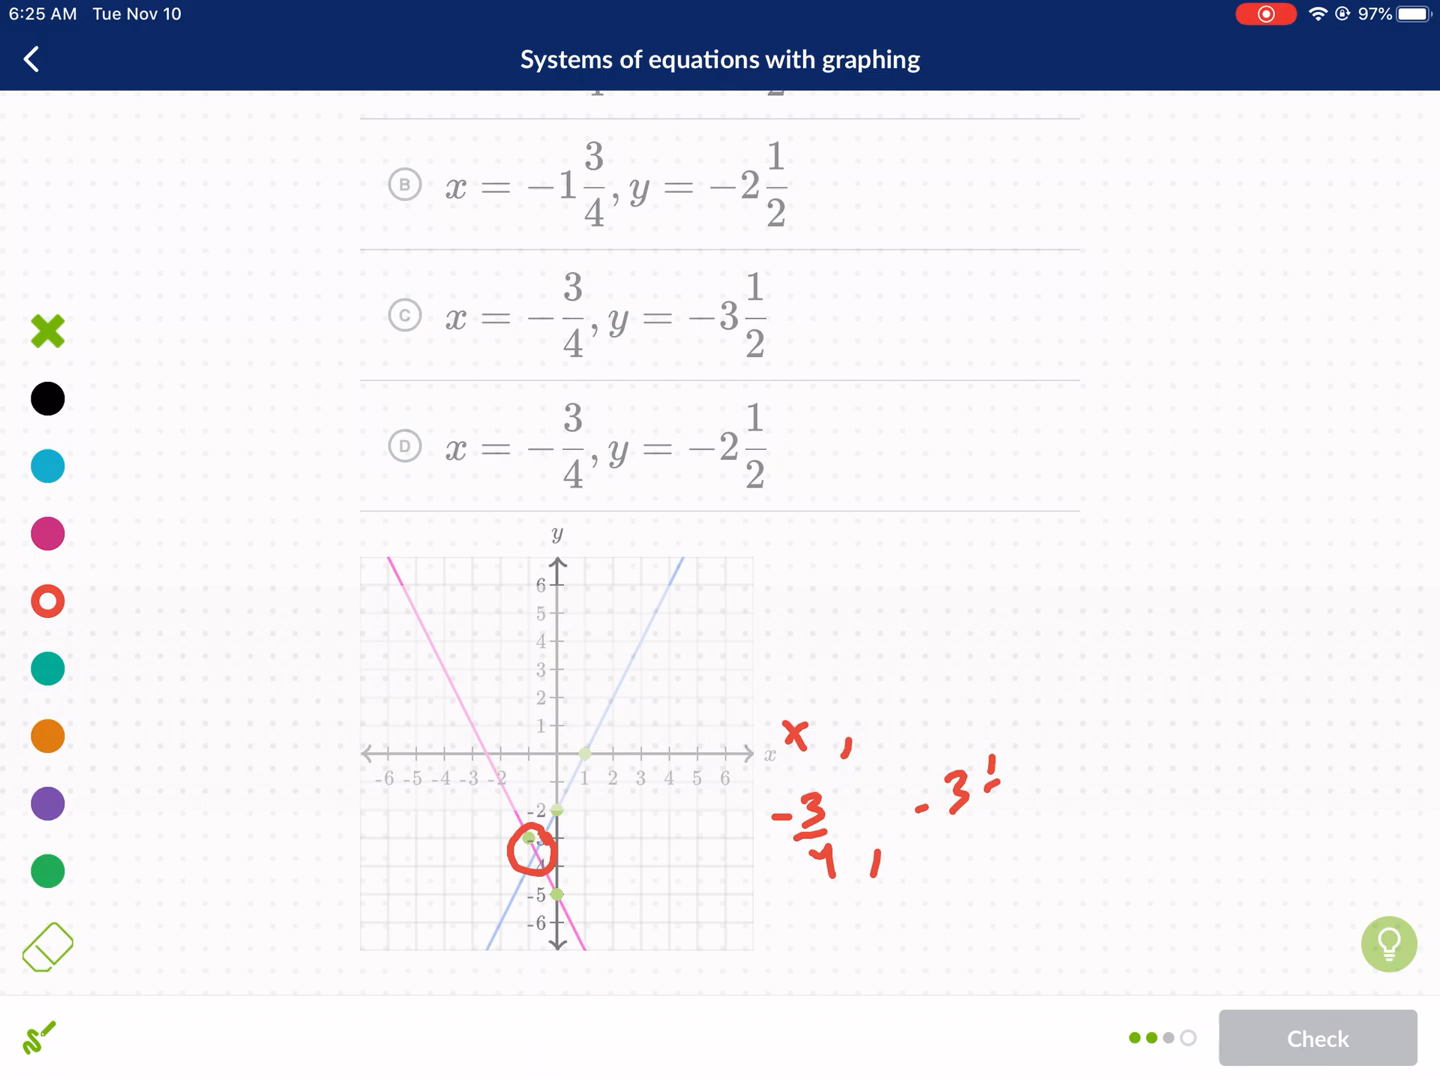 6:25 AM Tue Nov 10
97%
Systems of equations with graphing
B x = -1 3/4, y = -2 1/2
C x = -3/4, y = -3 1/2
D x = -3/4, y = -2 1/2
y
6
5
4
3
2
1
-6 -5 -4 -3 -2 1 2 3 4 5 6 x
-2
-5
-6
x ,
-3/4 ,
-3
Check